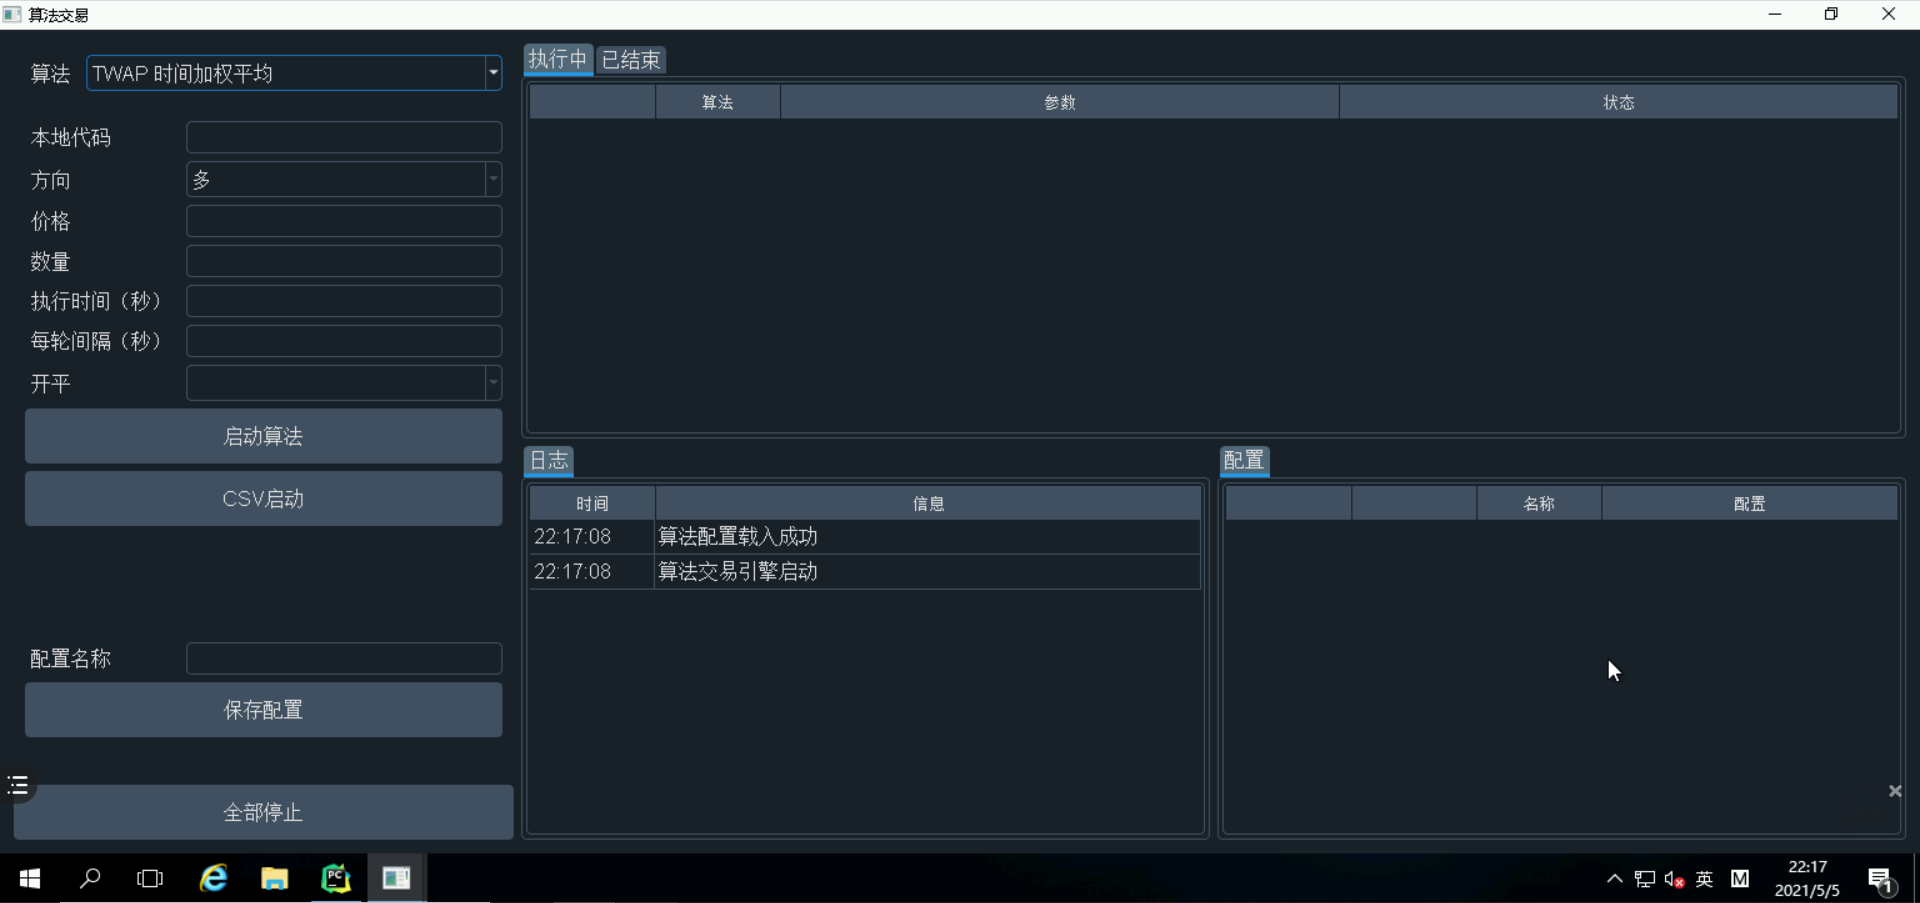 算法交易
算法 TWAP 时间加权平均
本地代码
方向 多
价格
数量
执行时间（秒）
每轮间隔（秒）
开平
启动算法
CSV启动
配置名称
保存配置
全部停止
执行中 已结束
算法 参数 状态
日志
时间 信息
22:17:08 算法配置载入成功
22:17:08 算法交易引擎启动
配置
名称 配置
PC
英 M
22:17
2021/5/5
1